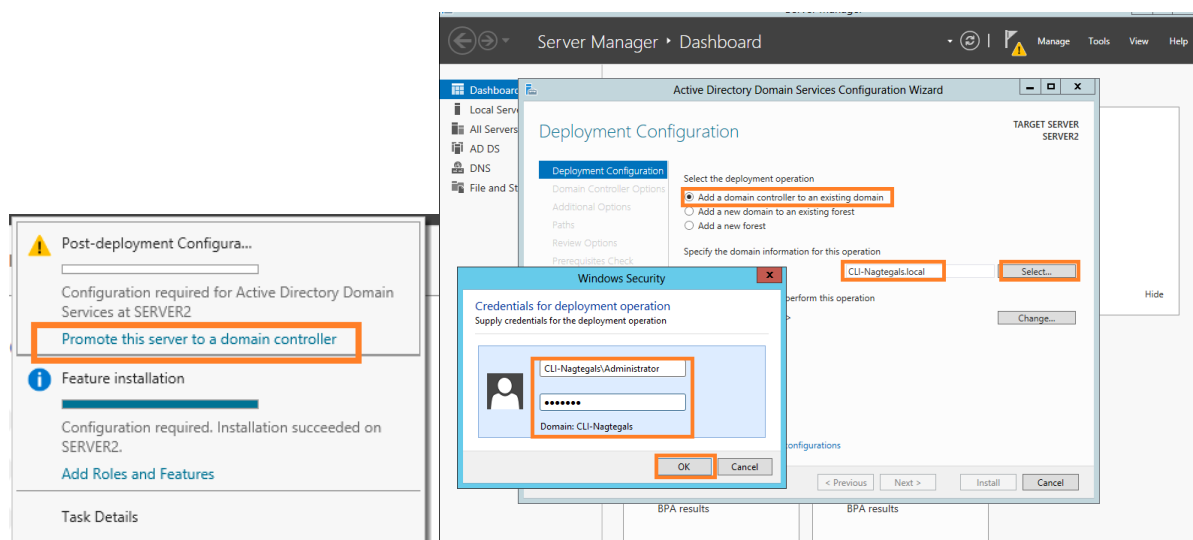 Post-deployment Configura...
Configuration required for Active Directory Domain
Services at SERVER2
Promote this server to a domain controller
Feature installation
Configuration required. Installation succeeded on
SERVER2.
Add Roles and Features
Task Details
Server Manager • Dashboard
Manage Tools View Help
Dashboard
Local Serv
All Servers
AD DS
DNS
File and St
Active Directory Domain Services Configuration Wizard
Deployment Configuration
TARGET SERVER
SERVER2
Deployment Configuration
Domain Controller Options
Additional Options
Paths
Review Options
Prerequisites Check
Select the deployment operation
Add a domain controller to an existing domain
Add a new domain to an existing forest
Add a new forest
Specify the domain information for this operation
CLI-Nagtegals.local
Select...
perform this operation
>
Change...
onfigurations
< Previous Next > Install Cancel
Windows Security
Credentials for deployment operation
Supply credentials for the deployment operation
CLI-Nagtegals\Administrator
•••••••
Domain: CLI-Nagtegals
OK Cancel
Hide
BPA results
BPA results